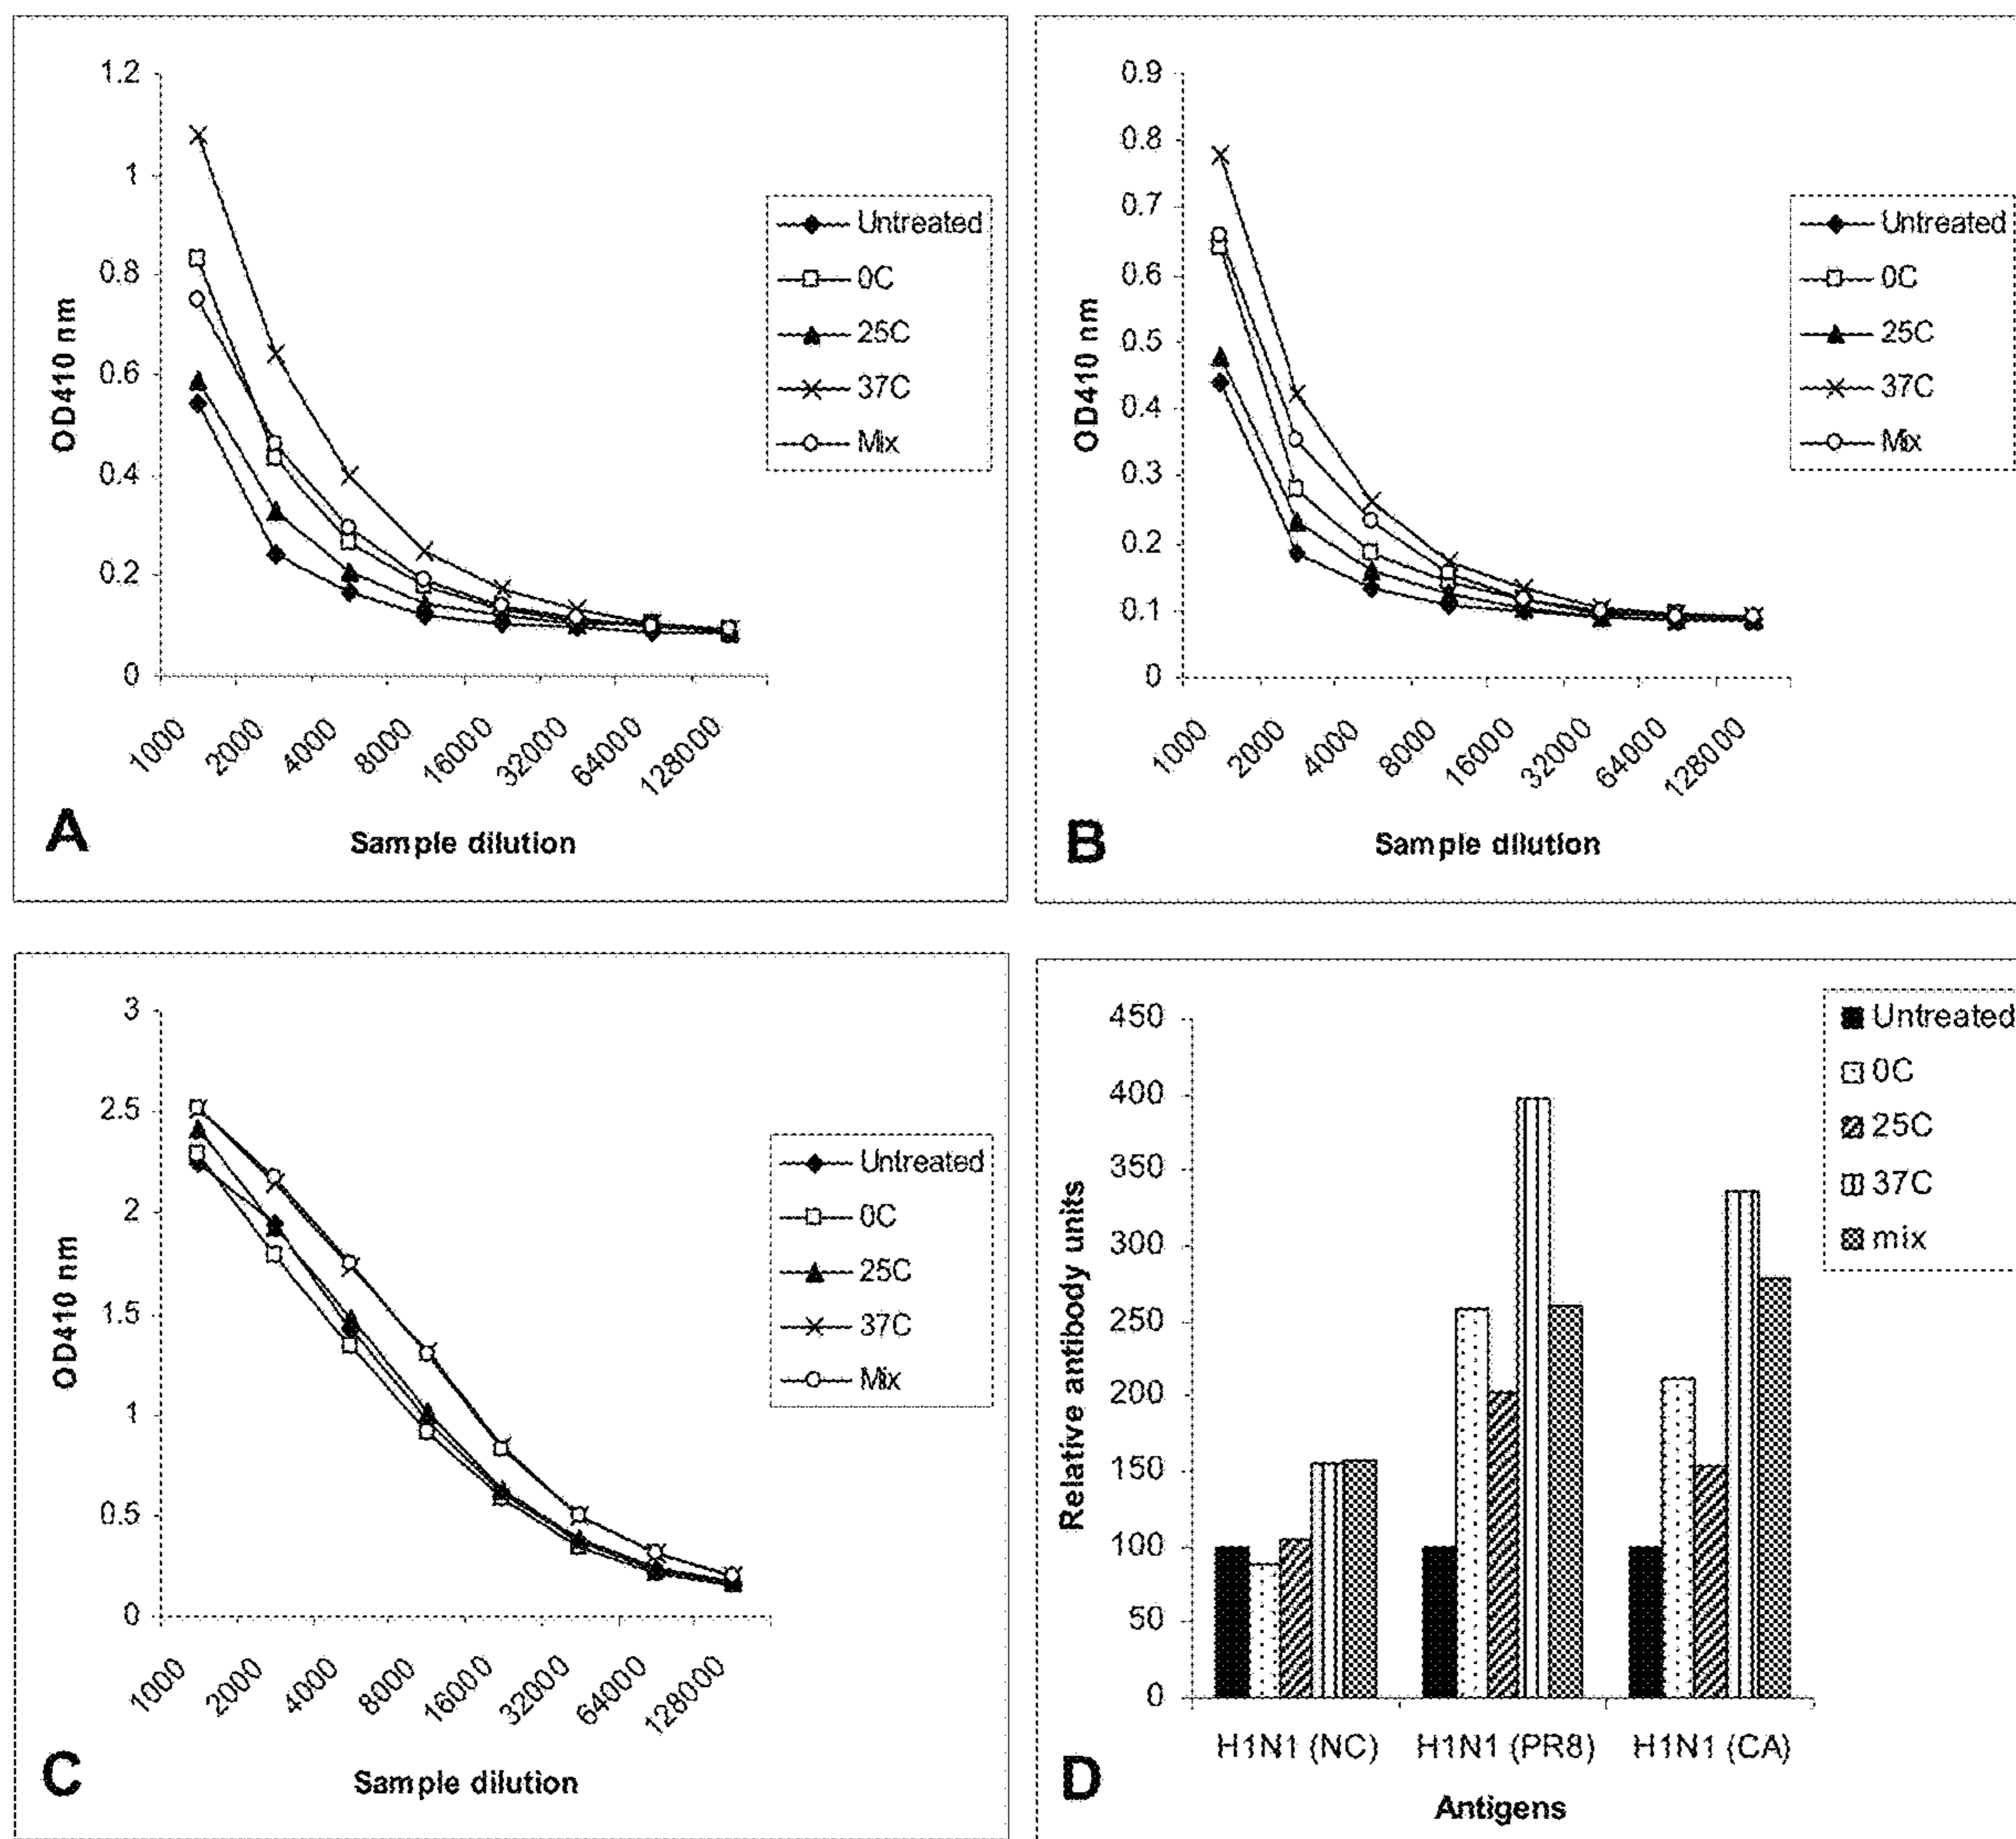 1.2
1
0.8
0.6
0.4
0.2
0
OD410 nm
1000
2000
4000
8000
16000
32000
64000
128000
Sample dilution
Untreated
0C
25C
37C
Mix
A
0.9
0.8
0.7
0.6
0.5
0.4
0.3
0.2
0.1
0
OD410 nm
1000
2000
4000
8000
16000
32000
64000
128000
Sample dilution
Untreated
0C
25C
37C
Mix
B
3
2.5
2
1.5
1
0.5
0
OD410 nm
1000
2000
4000
8000
16000
32000
64000
128000
Sample dilution
Untreated
0C
25C
37C
Mix
C
450
400
350
300
250
200
150
100
50
0
Relative antibody units
H1N1 (NC) H1N1 (PR8) H1N1 (CA)
Antigens
Untreated
0C
25C
37C
mix
D